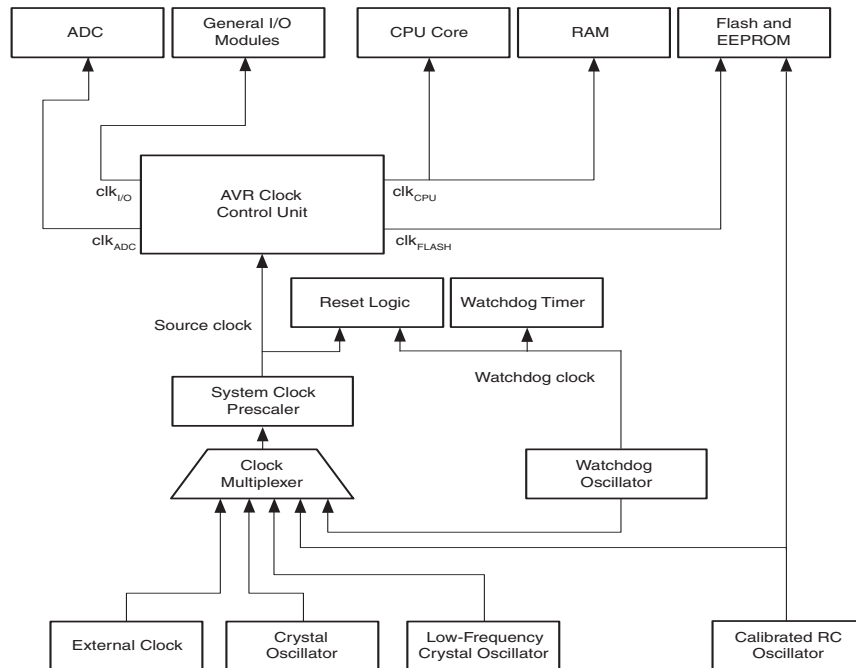 ADC
General I/O
Modules
CPU Core
RAM
Flash and
EEPROM
clkI/O
AVR Clock
Control Unit
clkCPU
clkADC
clkFLASH
Reset Logic
Watchdog Timer
Source clock
Watchdog clock
System Clock
Prescaler
Clock
Multiplexer
Watchdog
Oscillator
External Clock
Crystal
Oscillator
Low-Frequency
Crystal Oscillator
Calibrated RC
Oscillator